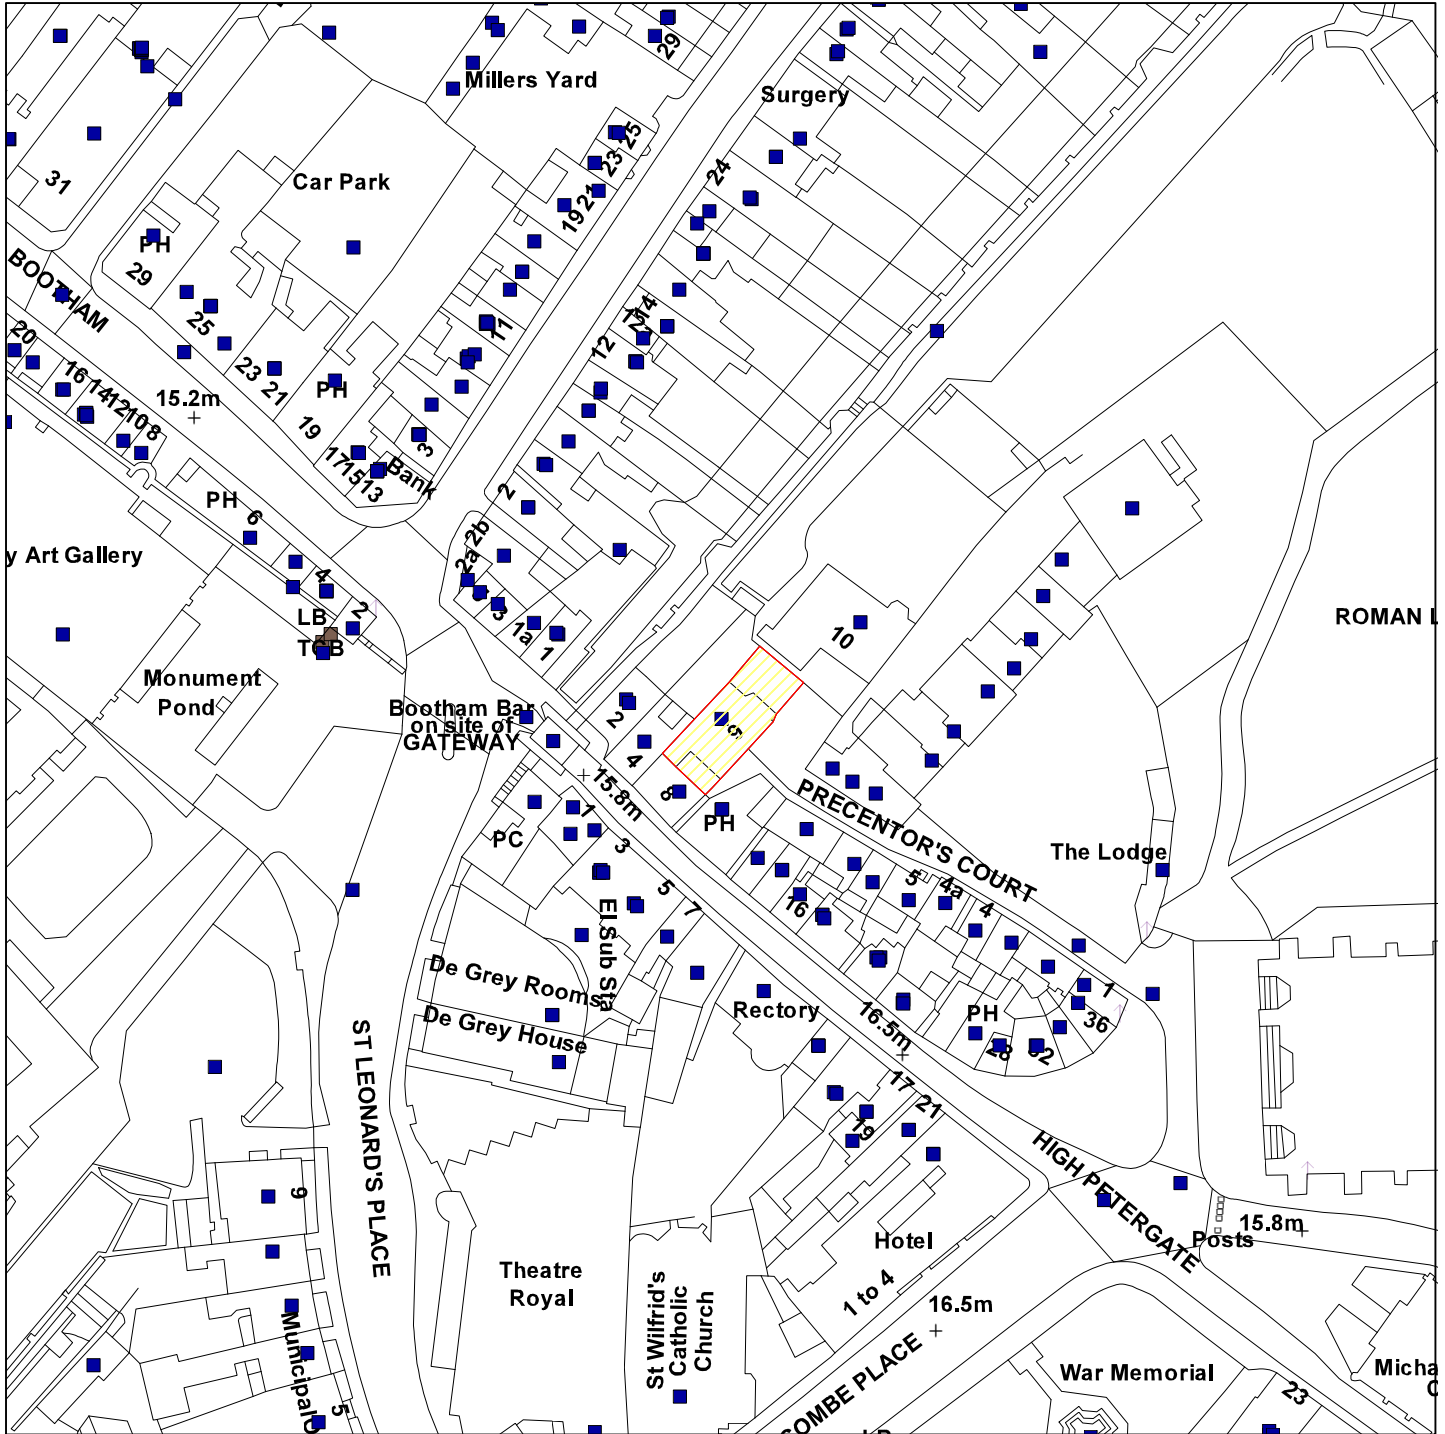 29
Millers Yard
Surgery
25
23
21
19
24
31
Car Park
PH
29
BOOTHAM
25
23
21
PH
19
17
15
13
Bank
3
11
14
12
12
20
16
14
12
10
8
15.2m
PH
6
4
2
LB
TCB
y Art Gallery
Monument
Pond
2
2b
2a
3
1a
1
Bootham Bar
on site of
GATEWAY
2
4
8
15.8m
10
PH
PRECENTOR'S COURT
ROMAN L
The Lodge
PC
1
3
5
7
El Sub Sta
16
5
4a
4
1
36
PH
28
32
De Grey Rooms
De Grey House
Rectory
16.5m
17
21
19
ST LEONARD'S PLACE
HIGH PETERGATE
Posts
15.8m
9
Municipal O
5
Theatre
Royal
St Wilfrid's
Catholic
Church
Hotel
1 to 4
16.5m
COMBE PLACE
War Memorial
23
Micha